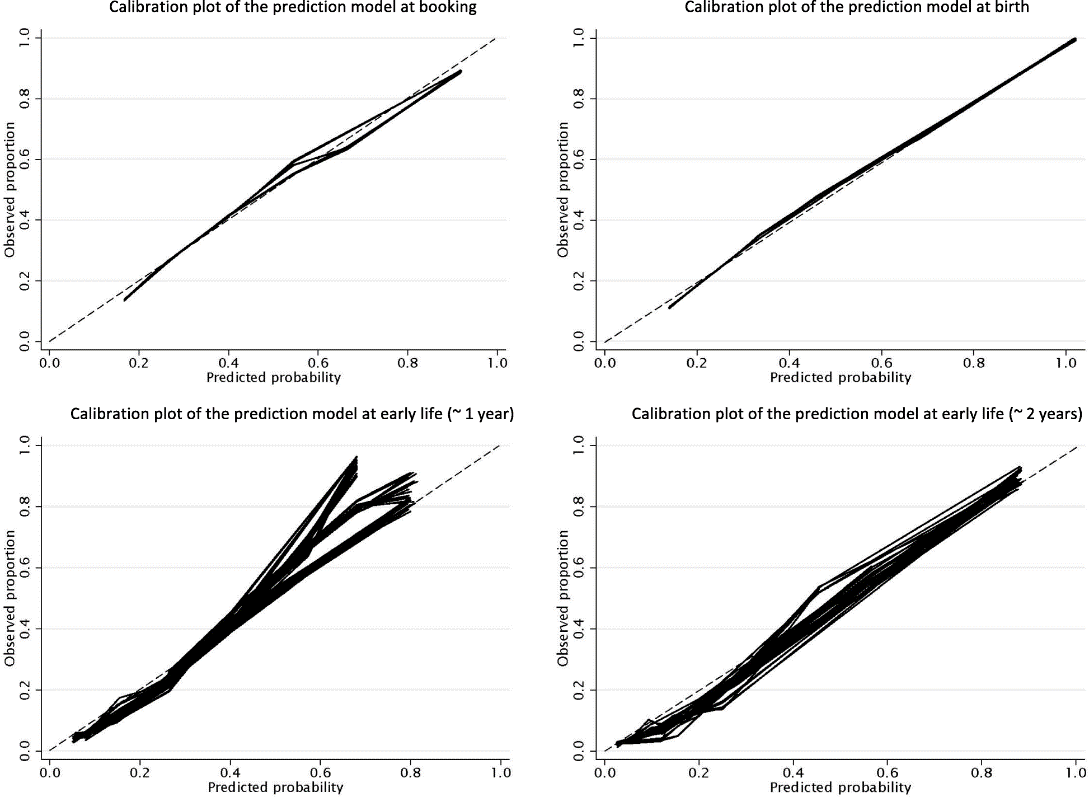 Calibration plot of the prediction model at booking
Observed proportion
1.0
0.8
0.6
0.4
0.2
0.0
0.0 0.2 0.4 0.6 0.8 1.0
Predicted probability
Calibration plot of the prediction model at birth
Observed proportion
1.0
0.8
0.6
0.4
0.2
0.0
0.0 0.2 0.4 0.6 0.8 1.0
Predicted probability
Calibration plot of the prediction model at early life (~ 1 year)
Observed proportion
1.0
0.8
0.6
0.4
0.2
0.0
0.0 0.2 0.4 0.6 0.8 1.0
Predicted probability
Calibration plot of the prediction model at early life (~ 2 years)
Observed proportion
1.0
0.8
0.6
0.4
0.2
0.0
0.0 0.2 0.4 0.6 0.8 1.0
Predicted probability